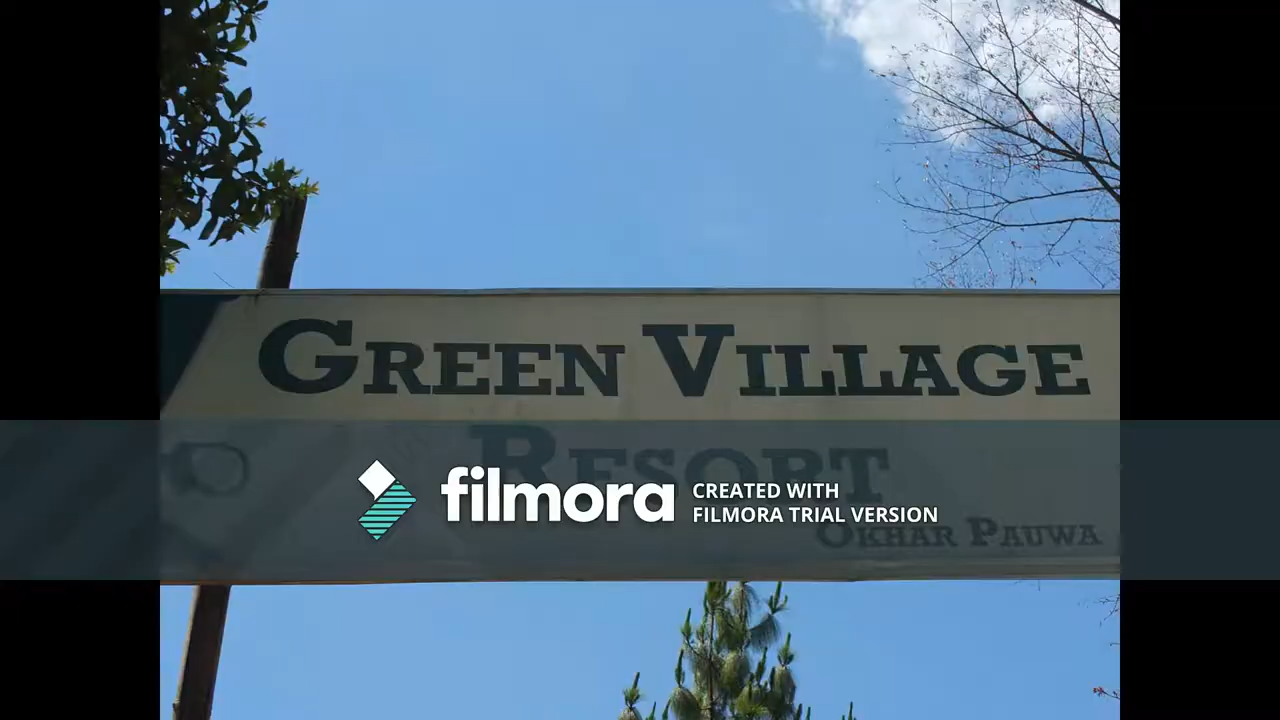 GREEN VILLAGE
RESORT
filmora
CREATED WITH
FILMORA TRIAL VERSION
OKHAR PAUWA